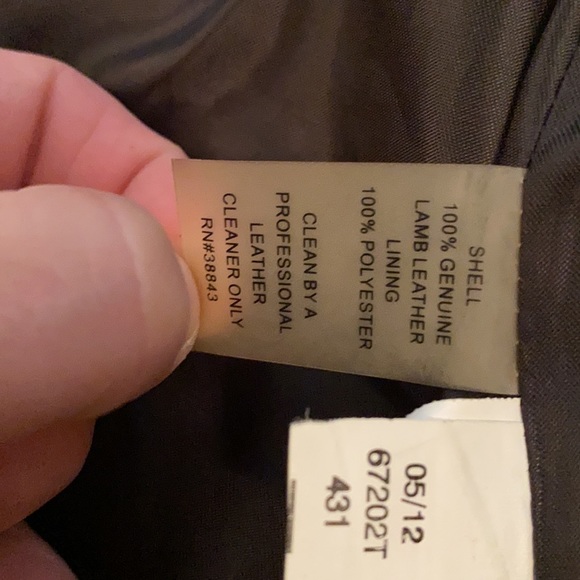 SHELL
100% GENUINE
LAMB LEATHER
LINING
100% POLYESTER
CLEAN BY A
PROFESSIONAL
LEATHER
CLEANER ONLY
RN#38843
05/12
67202T
431